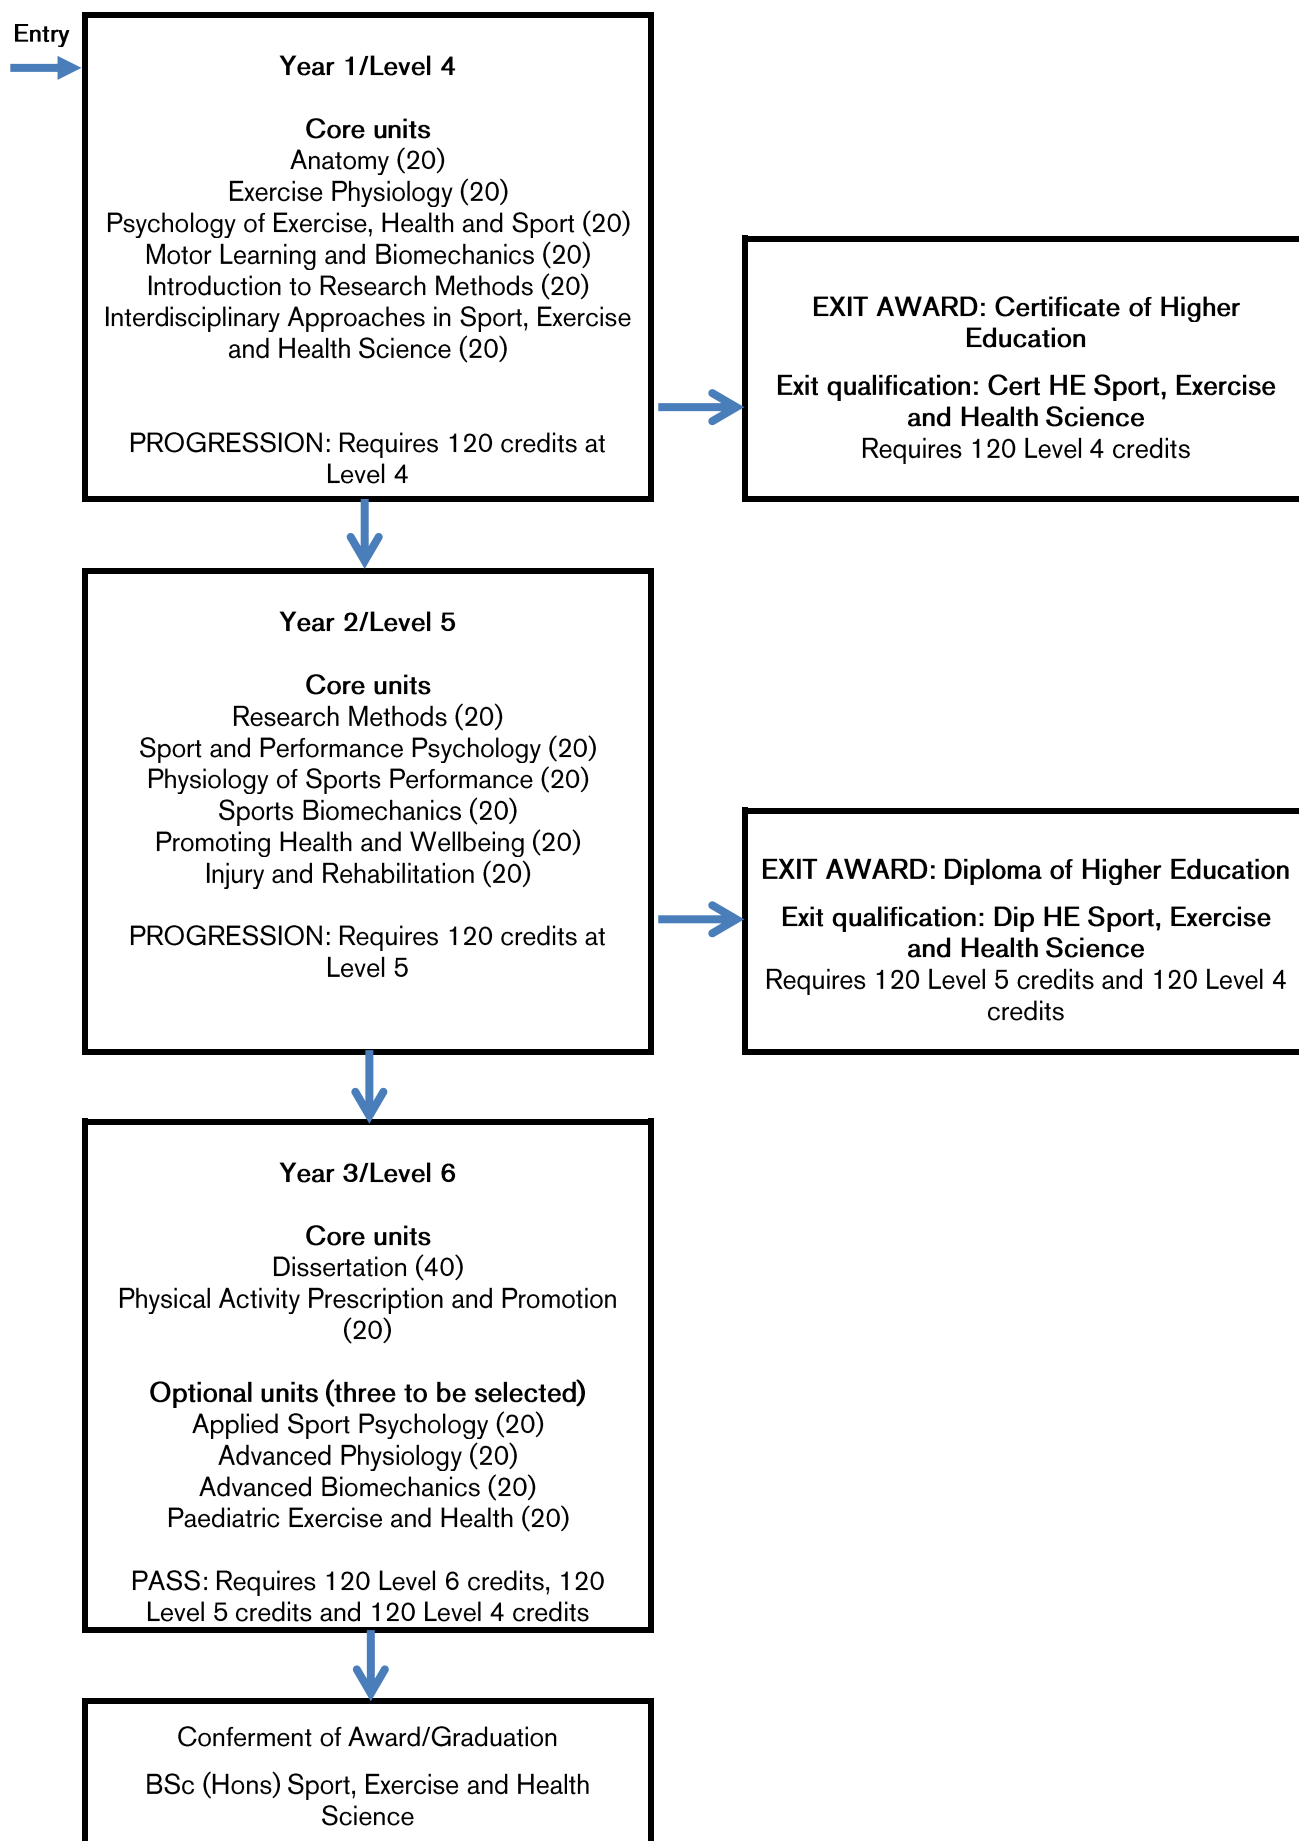 Entry
Year 1/Level 4
Core units
Anatomy (20)
Exercise Physiology (20)
Psychology of Exercise, Health and Sport (20)
Motor Learning and Biomechanics (20)
Introduction to Research Methods (20)
Interdisciplinary Approaches in Sport, Exercise
and Health Science (20)
PROGRESSION: Requires 120 credits at
Level 4
EXIT AWARD: Certificate of Higher
Education
Exit qualification: Cert HE Sport, Exercise
and Health Science
Requires 120 Level 4 credits
Year 2/Level 5
Core units
Research Methods (20)
Sport and Performance Psychology (20)
Physiology of Sports Performance (20)
Sports Biomechanics (20)
Promoting Health and Wellbeing (20)
Injury and Rehabilitation (20)
PROGRESSION: Requires 120 credits at
Level 5
EXIT AWARD: Diploma of Higher Education
Exit qualification: Dip HE Sport, Exercise
and Health Science
Requires 120 Level 5 credits and 120 Level 4
credits
Year 3/Level 6
Core units
Dissertation (40)
Physical Activity Prescription and Promotion
(20)
Optional units (three to be selected)
Applied Sport Psychology (20)
Advanced Physiology (20)
Advanced Biomechanics (20)
Paediatric Exercise and Health (20)
PASS: Requires 120 Level 6 credits, 120
Level 5 credits and 120 Level 4 credits
Conferment of Award/Graduation
BSc (Hons) Sport, Exercise and Health
Science